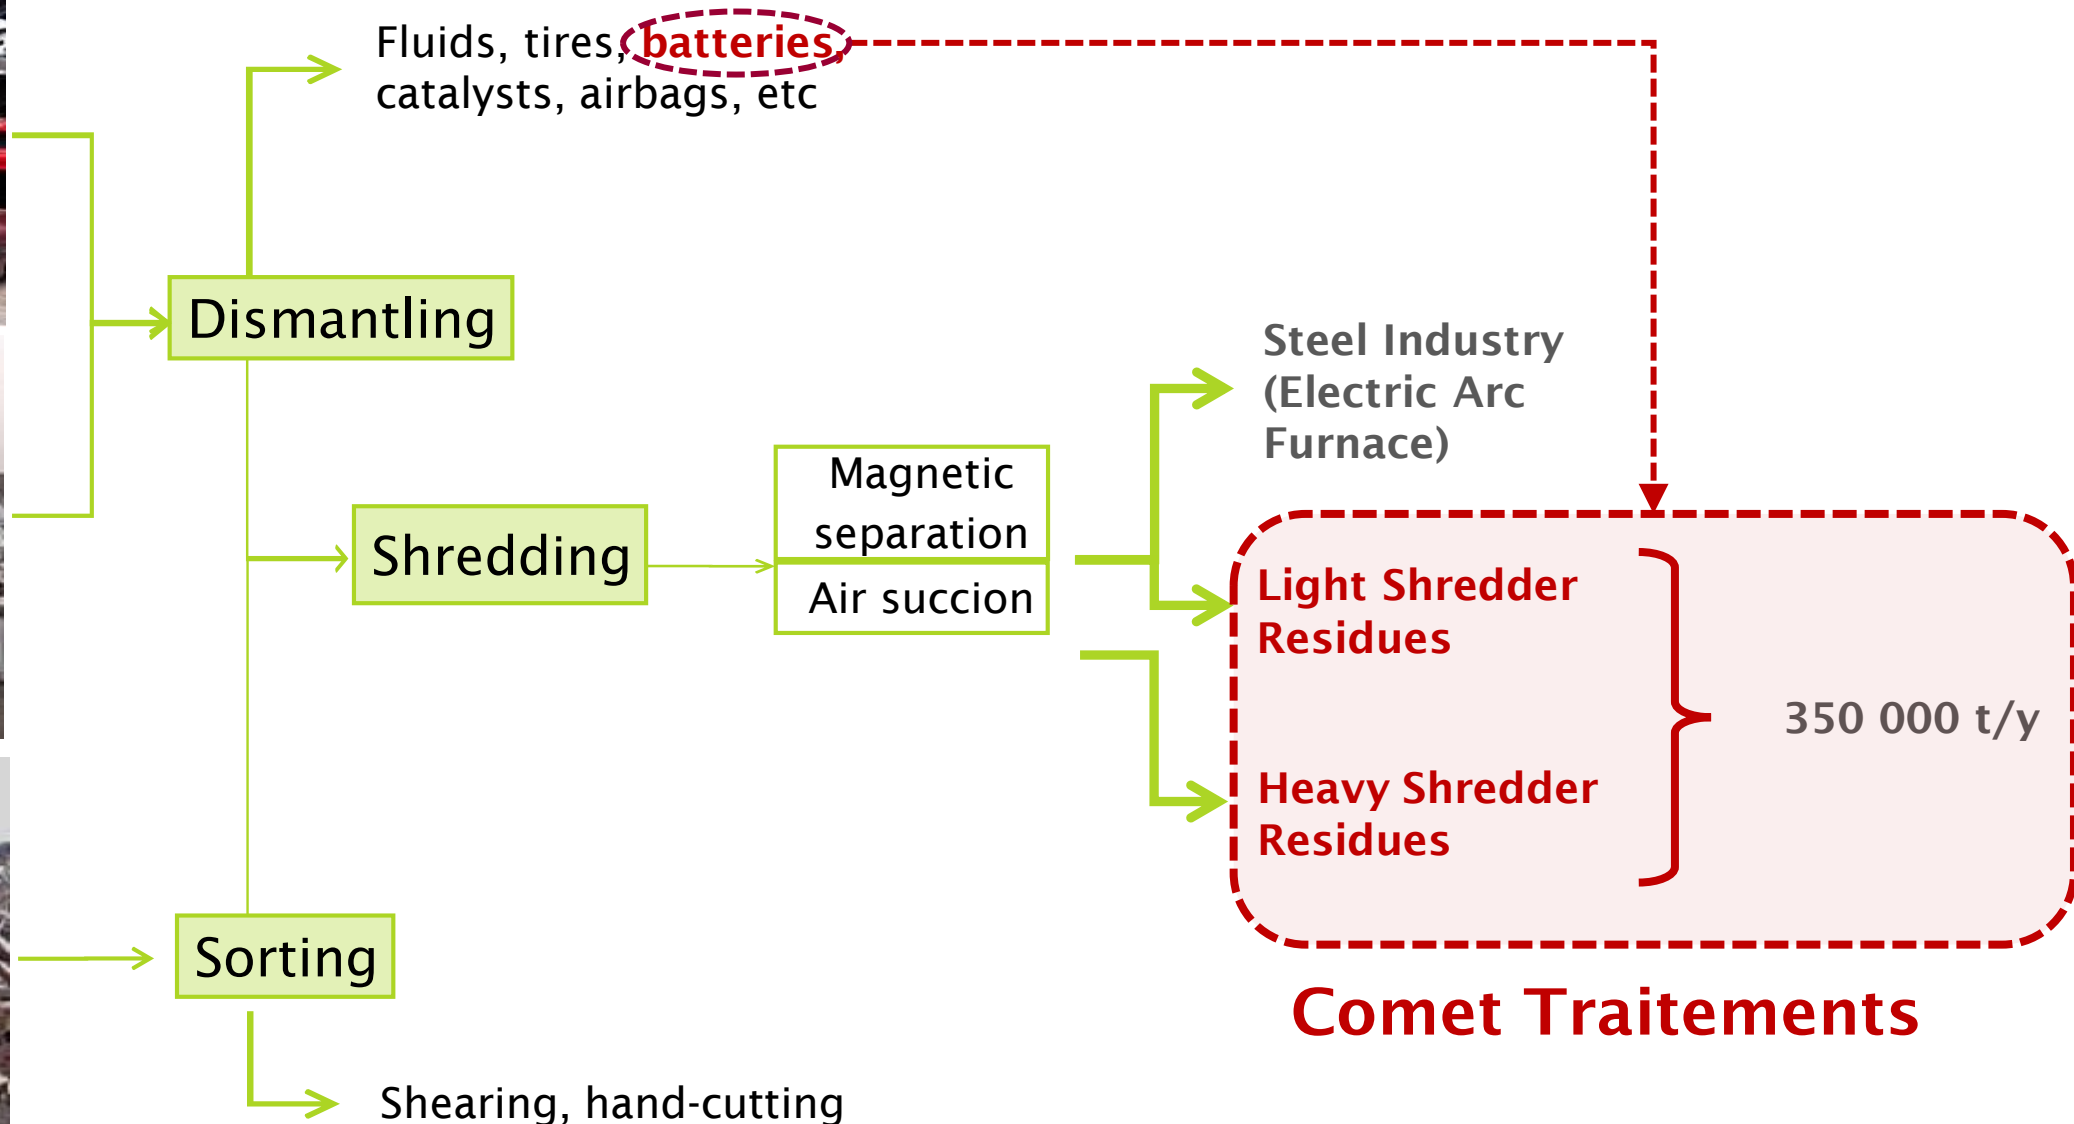 Fluids, tires, batteries,
catalysts, airbags, etc
Dismantling
Steel Industry
(Electric Arc
Furnace)
Magnetic
separation
Shredding
Air succion
Light Shredder
Residues
350 000 t/y
Heavy Shredder
Residues
Sorting
Comet Traitements
Shearing, hand-cutting